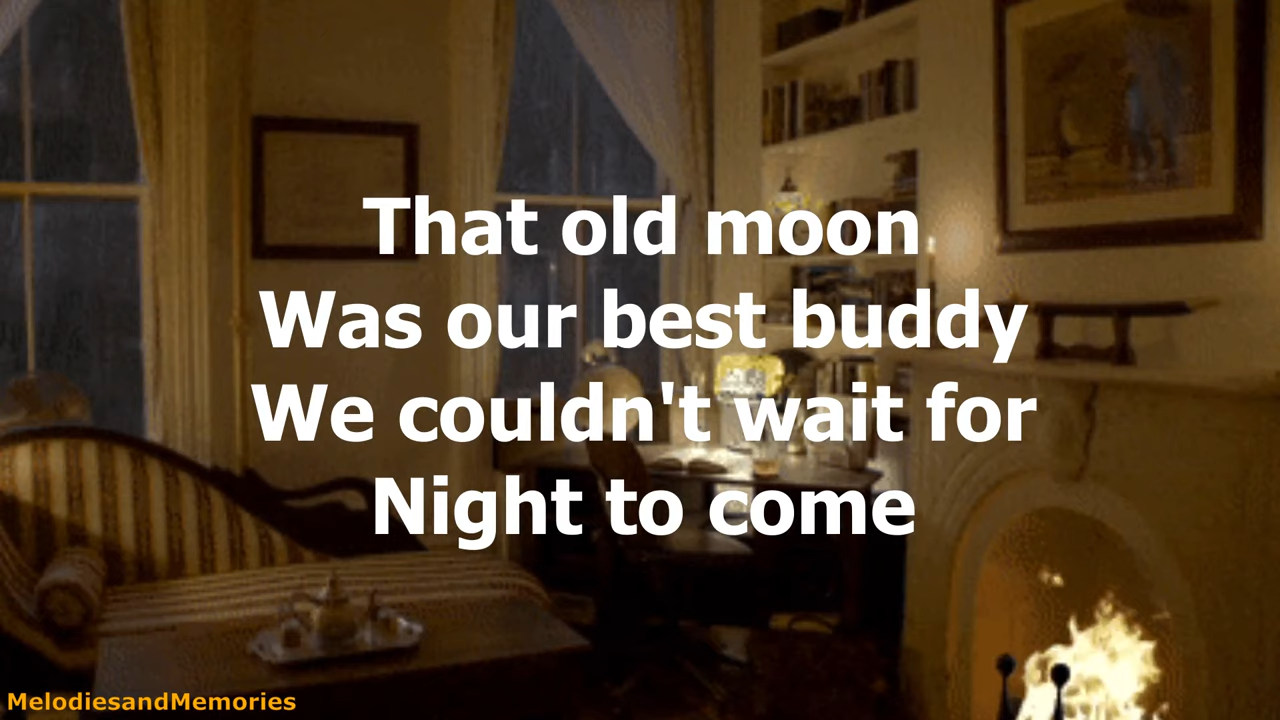 That old moon
Was our best buddy
We couldn't wait for
Night to come
MelodiesandMemories